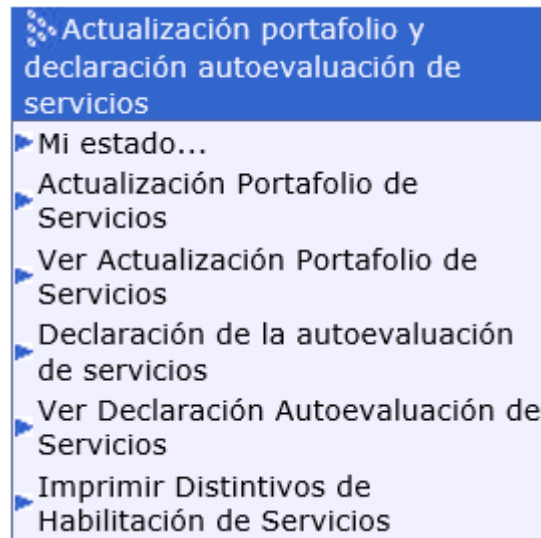 Actualización portafolio y
declaración autoevaluación de
servicios
Mi estado...
Actualización Portafolio de
Servicios
Ver Actualización Portafolio de
Servicios
Declaración de la autoevaluación
de servicios
Ver Declaración Autoevaluación de
Servicios
Imprimir Distintivos de
Habilitación de Servicios